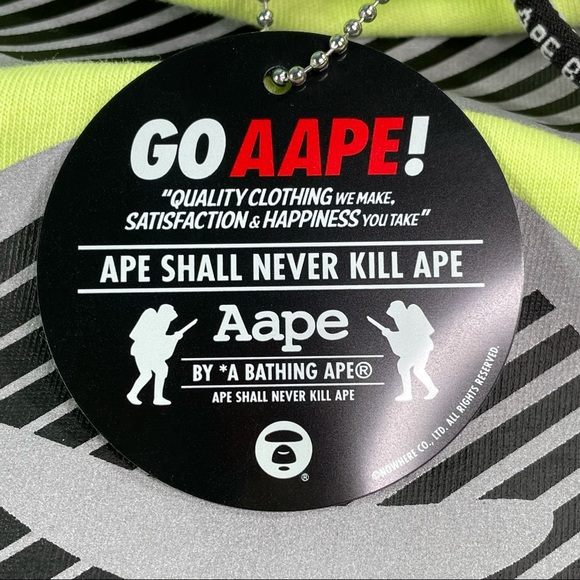 GO AAPE!
"QUALITY CLOTHING WE MAKE,
SATISFACTION & HAPPINESS YOU TAKE"
APE SHALL NEVER KILL APE
Aape
BY *A BATHING APE®
APE SHALL NEVER KILL APE
®
©NOWHERE CO., LTD. ALL RIGHTS RESERVED.